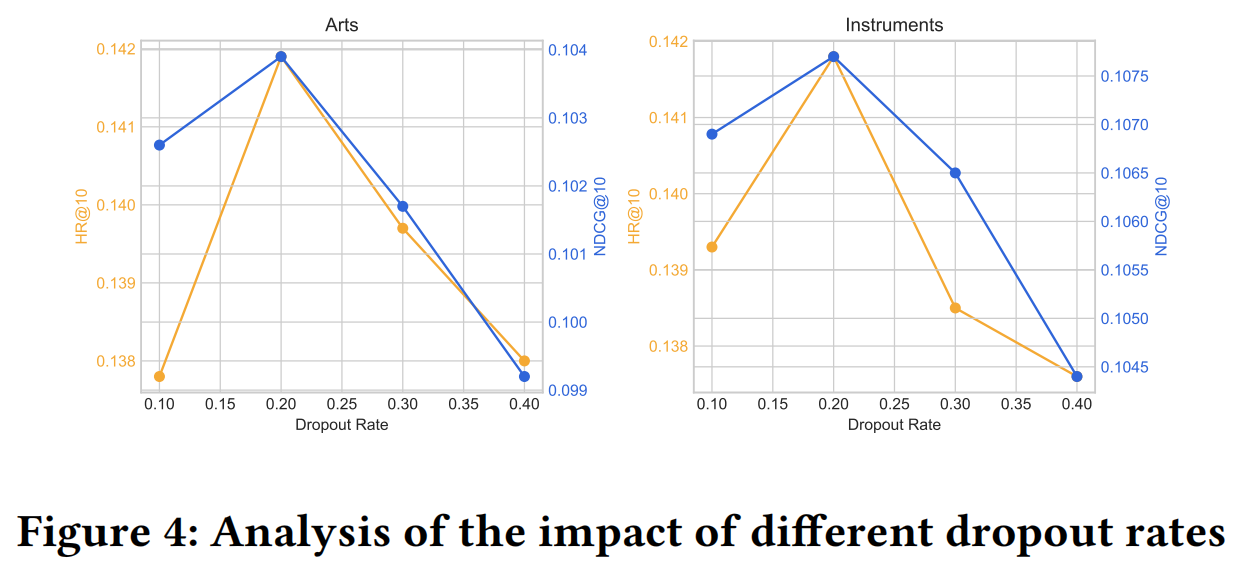 Arts
0.142
0.141
0.140
0.139
0.138
HR@10
0.104
0.103
0.102
0.101
0.100
0.099
NDCG@10
0.10 0.15 0.20 0.25 0.30 0.35 0.40
Dropout Rate
Instruments
0.142
0.141
0.140
0.139
0.138
HR@10
0.1075
0.1070
0.1065
0.1060
0.1055
0.1050
0.1045
NDCG@10
0.10 0.15 0.20 0.25 0.30 0.35 0.40
Dropout Rate
Figure 4: Analysis of the impact of different dropout rates